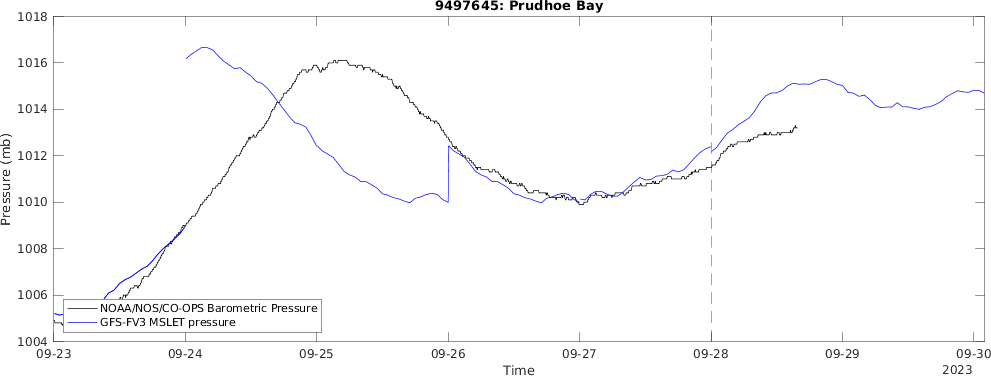 9497645: Prudhoe Bay
1018
1016
1014
1012
1010
1008
1006
1004
Pressure (mb)
NOAA/NOS/CO-OPS Barometric Pressure
GFS-FV3 MSLET pressure
09-23 09-24 09-25 09-26 09-27 09-28 09-29 09-30
Time
2023